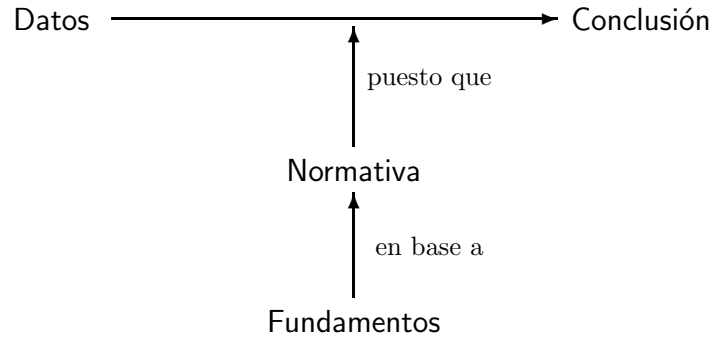 Datos Conclusión
puesto que
Normativa
en base a
Fundamentos